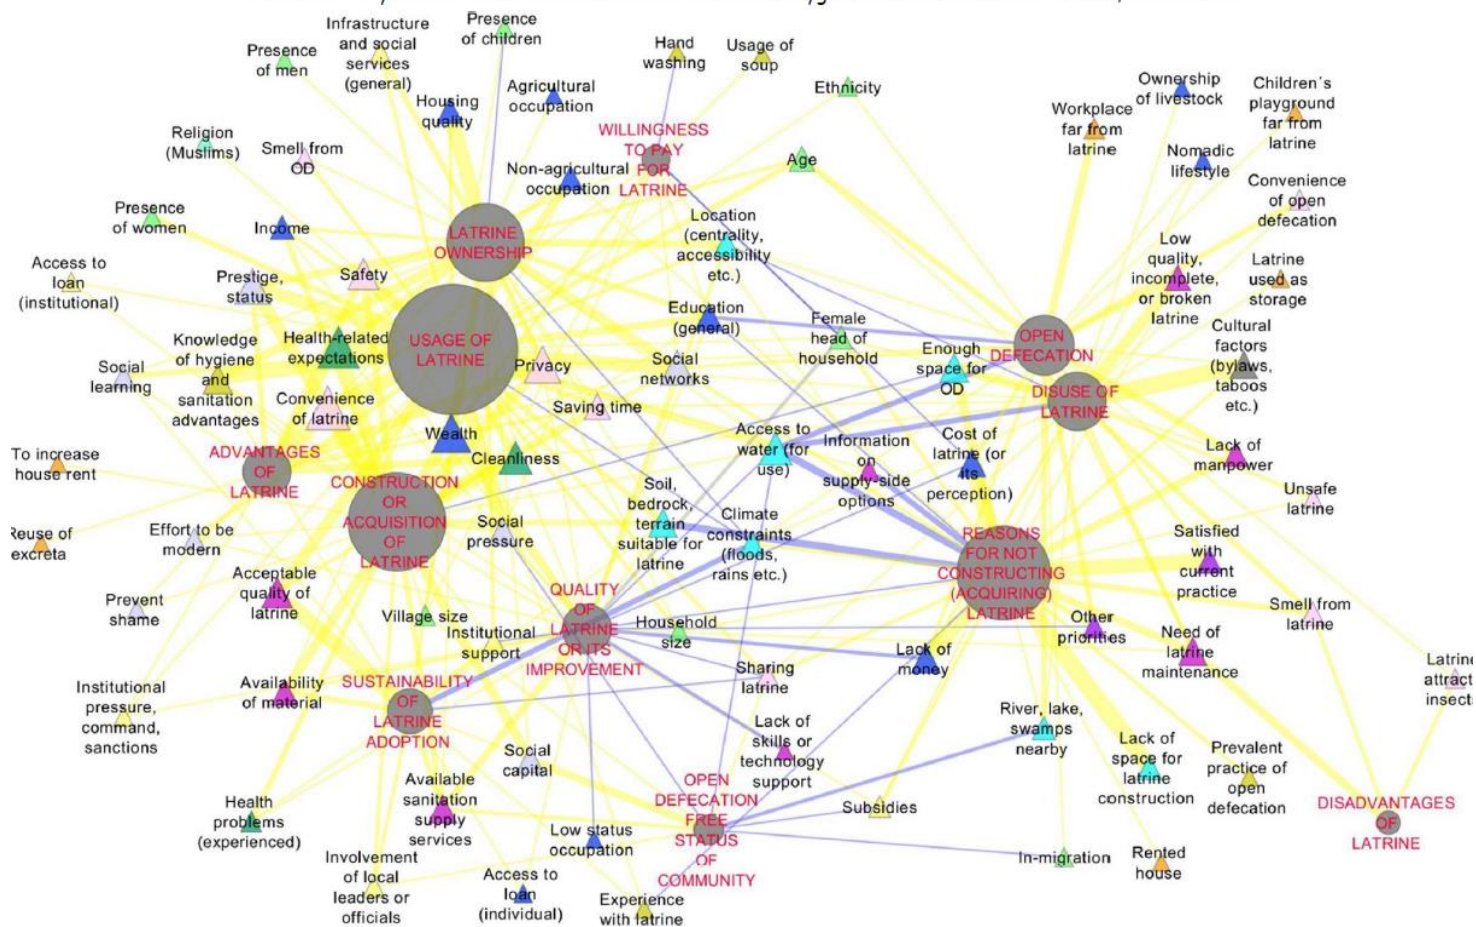 Presence
of children
Infrastructure
and social
services
(general)
Presence
of men
Hand
washing
Usage of
soup
Ethnicity
Agricultural
occupation
Housing
quality
Ownership
of livestock
Children's
playground
far from
latrine
Workplace
far from
latrine
Religion
(Muslims)
Smell from
OD
WILLINGNESS
TO PAY
FOR
LATRINE
Non-agricultural
occupation
Age
Nomadic
lifestyle
Convenience
of open
defecation
Presence
of women
Income
LATRINE
OWNERSHIP
Location
(centrality,
accessibility
etc.)
Low
quality,
incomplete,
or broken
latrine
Latrine
used as
storage
Access to
loan
(institutional)
Prestige,
status
Safety
Education
(general)
Female
head of
household
OPEN
DEFECATION
Cultural
factors
(bylaws,
taboos
etc.)
Social
learning
Knowledge
of hygiene
and
sanitation
advantages
Health-related
expectations
USAGE OF
LATRINE
Privacy
Social
networks
Enough
space for
OD
DISUSE OF
LATRINE
Convenience
of latrine
Saving time
Wealth
Cleanliness
Access to
water (for
use)
Information
on
supply-side
options
Cost of
latrine (or
its
perception)
Lack of
manpower
To increase
house rent
ADVANTAGES
OF
LATRINE
CONSTRUCTION
OR
ACQUISITION
OF
LATRINE
Soil,
bedrock,
terrain
suitable for
latrine
Climate
constraints
(floods,
rains etc.)
Unsafe
latrine
Reuse of
excreta
Effort to be
modern
Social
pressure
REASONS
FOR NOT
CONSTRUCTING
(ACQUIRING)
LATRINE
Satisfied
with
current
practice
Acceptable
quality of
latrine
Prevent
shame
Village size
Institutional
support
QUALITY
OF
LATRINE
OR ITS
IMPROVEMENT
Household
size
Other
priorities
Smell from
latrine
Need of
latrine
maintenance
Lack of
money
Sharing
latrine
Latrine
attract
insects
Institutional
pressure,
command,
sanctions
Availability
of material
SUSTAINABILITY
OF
LATRINE
ADOPTION
Lack of
skills or
technology
support
River, lake,
swamps
nearby
Lack of
space for
latrine
construction
Prevalent
practice of
open
defecation
Social
capital
Available
sanitation
supply
services
OPEN
DEFECATION
FREE
STATUS
OF
COMMUNITY
Subsidies
DISADVANTAGES
OF
LATRINE
Health
problems
(experienced)
Low status
occupation
In-migration
Rented
house
Involvement
of local
leaders or
officials
Access to
loan
(individual)
Experience
with latrine